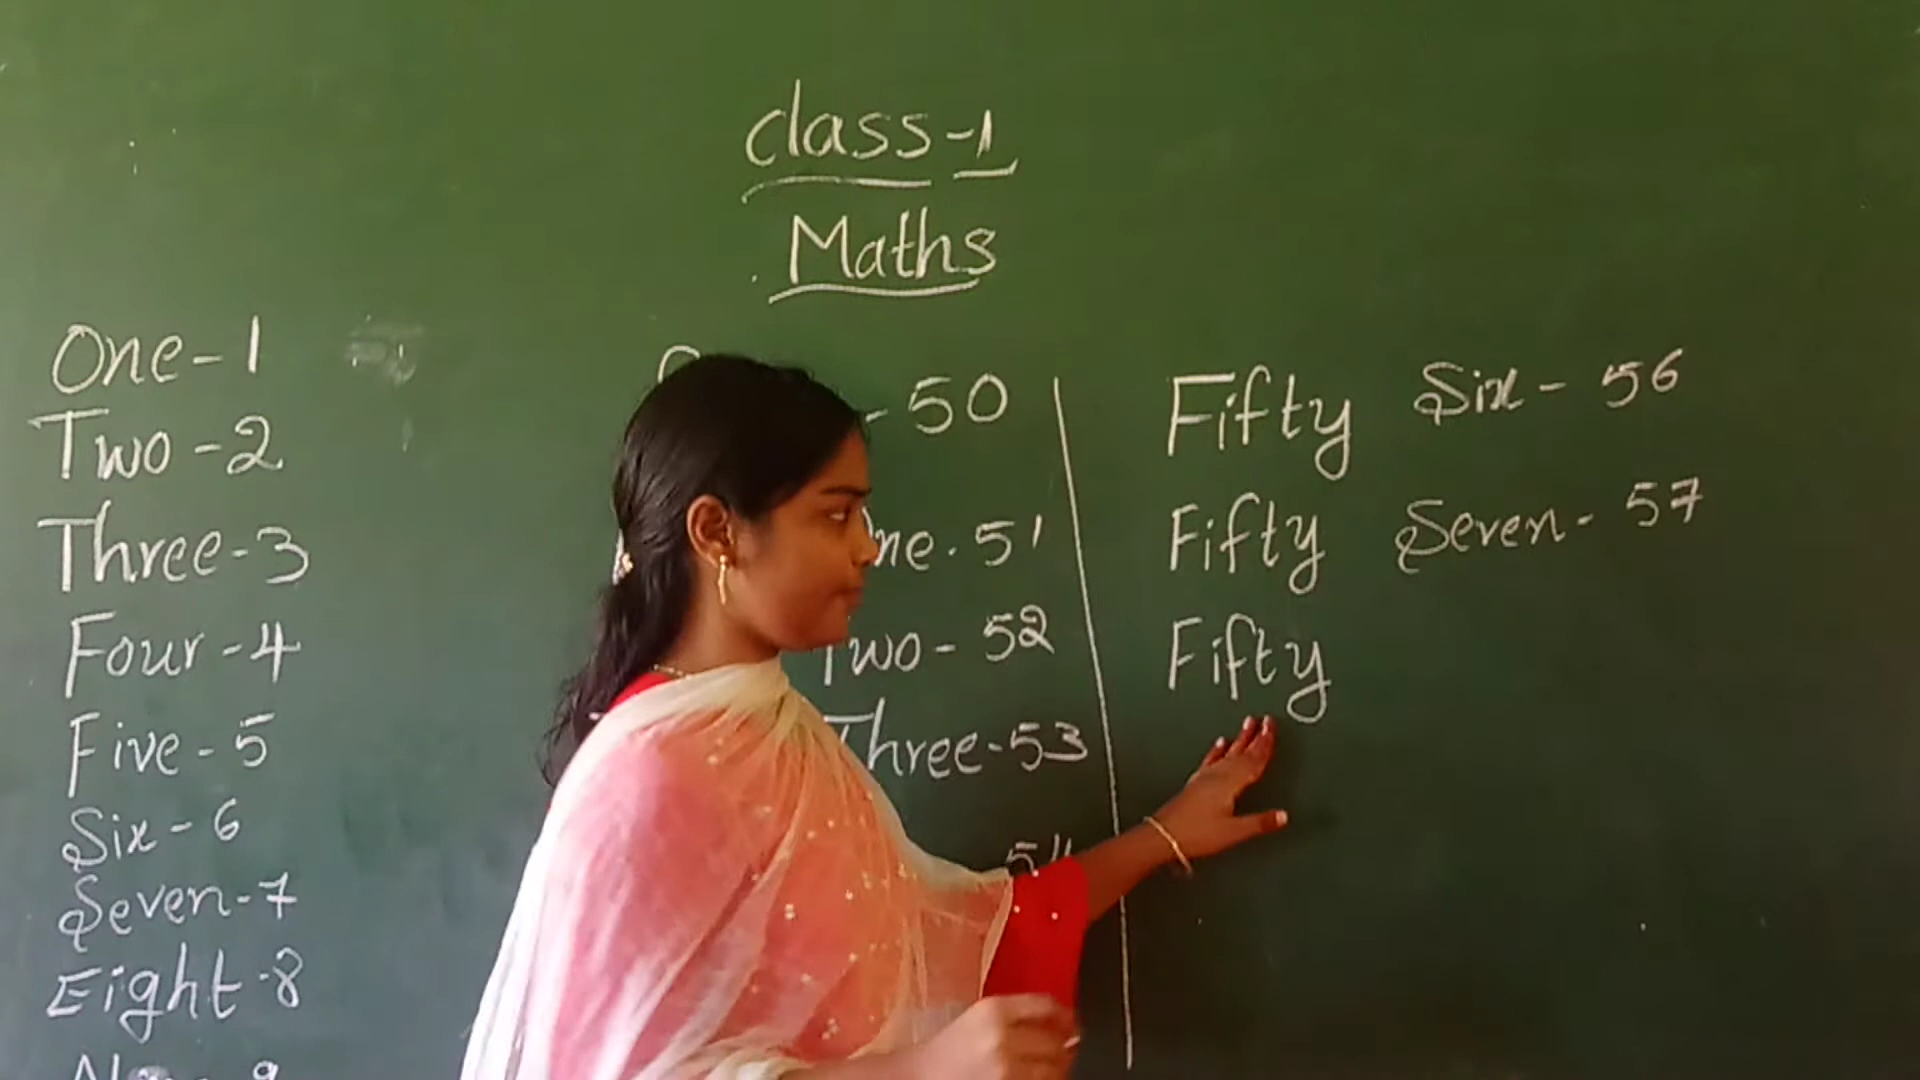 class-1
Maths
One-1
Two-2
Three-3
Four-4
Five-5
Six-6
Seven-7
Eight-8
-50
51
Two-52
Three-53
54
Fifty Six-56
Fifty Seven-57
Fifty